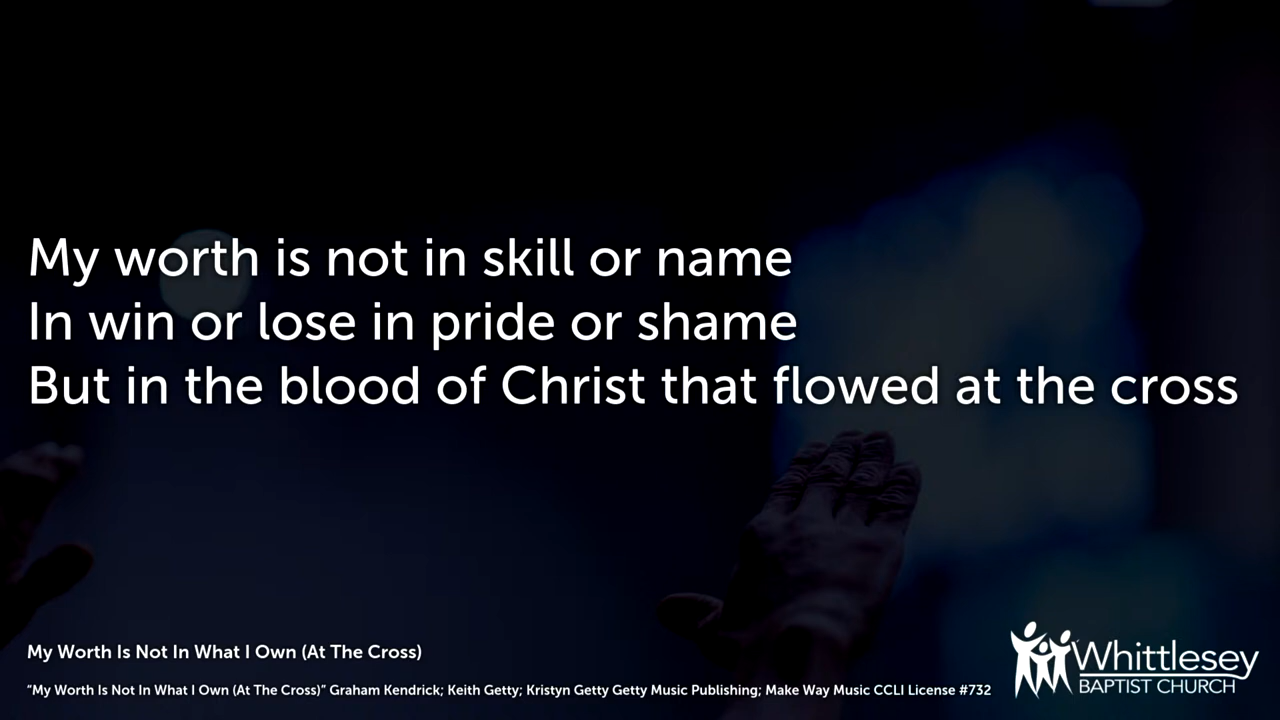 My worth is not in skill or name
In win or lose in pride or shame
But in the blood of Christ that flowed at the cross
My Worth Is Not In What I Own (At The Cross)
“My Worth Is Not In What I Own (At The Cross)” Graham Kendrick; Keith Getty; Kristyn Getty Getty Music Publishing; Make Way Music CCLI License #732
Whittlesey
BAPTIST CHURCH